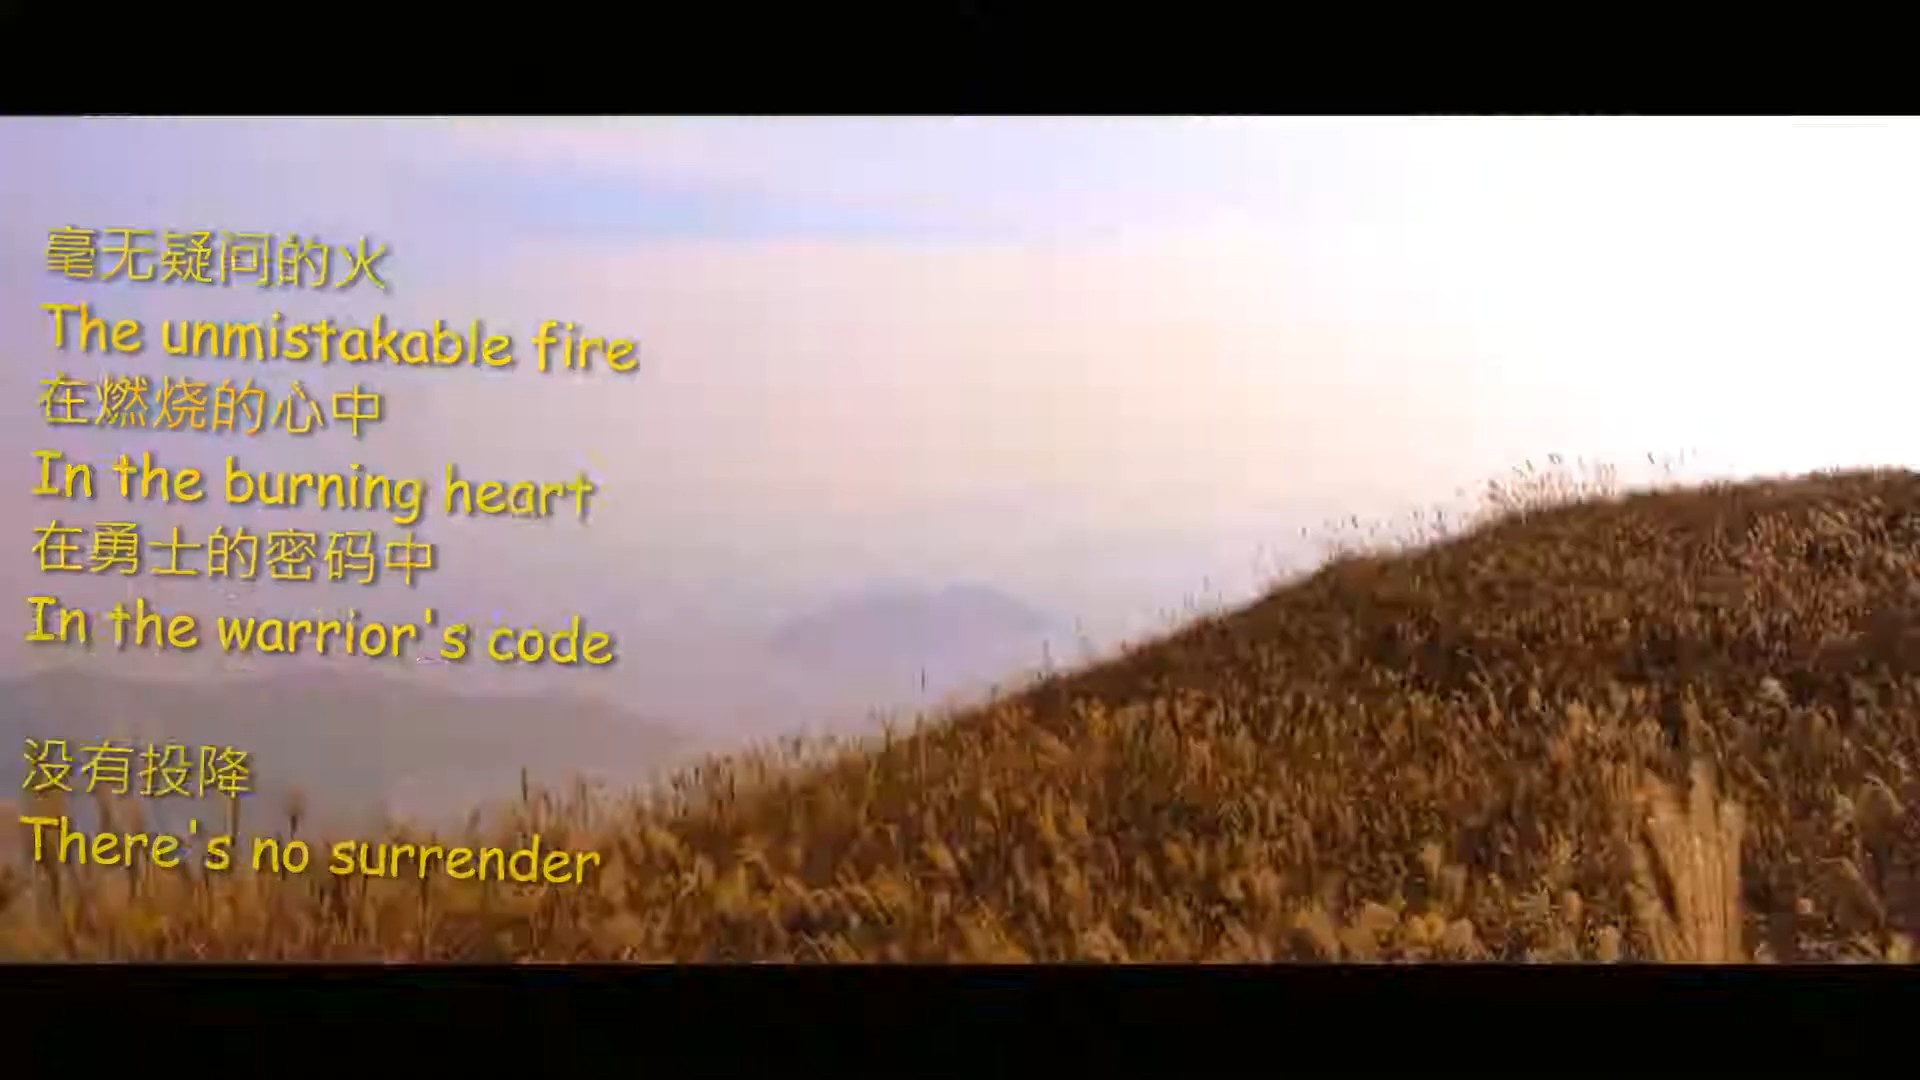 毫无疑问的火
The unmistakable fire
在燃烧的心中
In the burning heart
在勇士的密码中
In the warrior's code
没有投降
There's no surrender